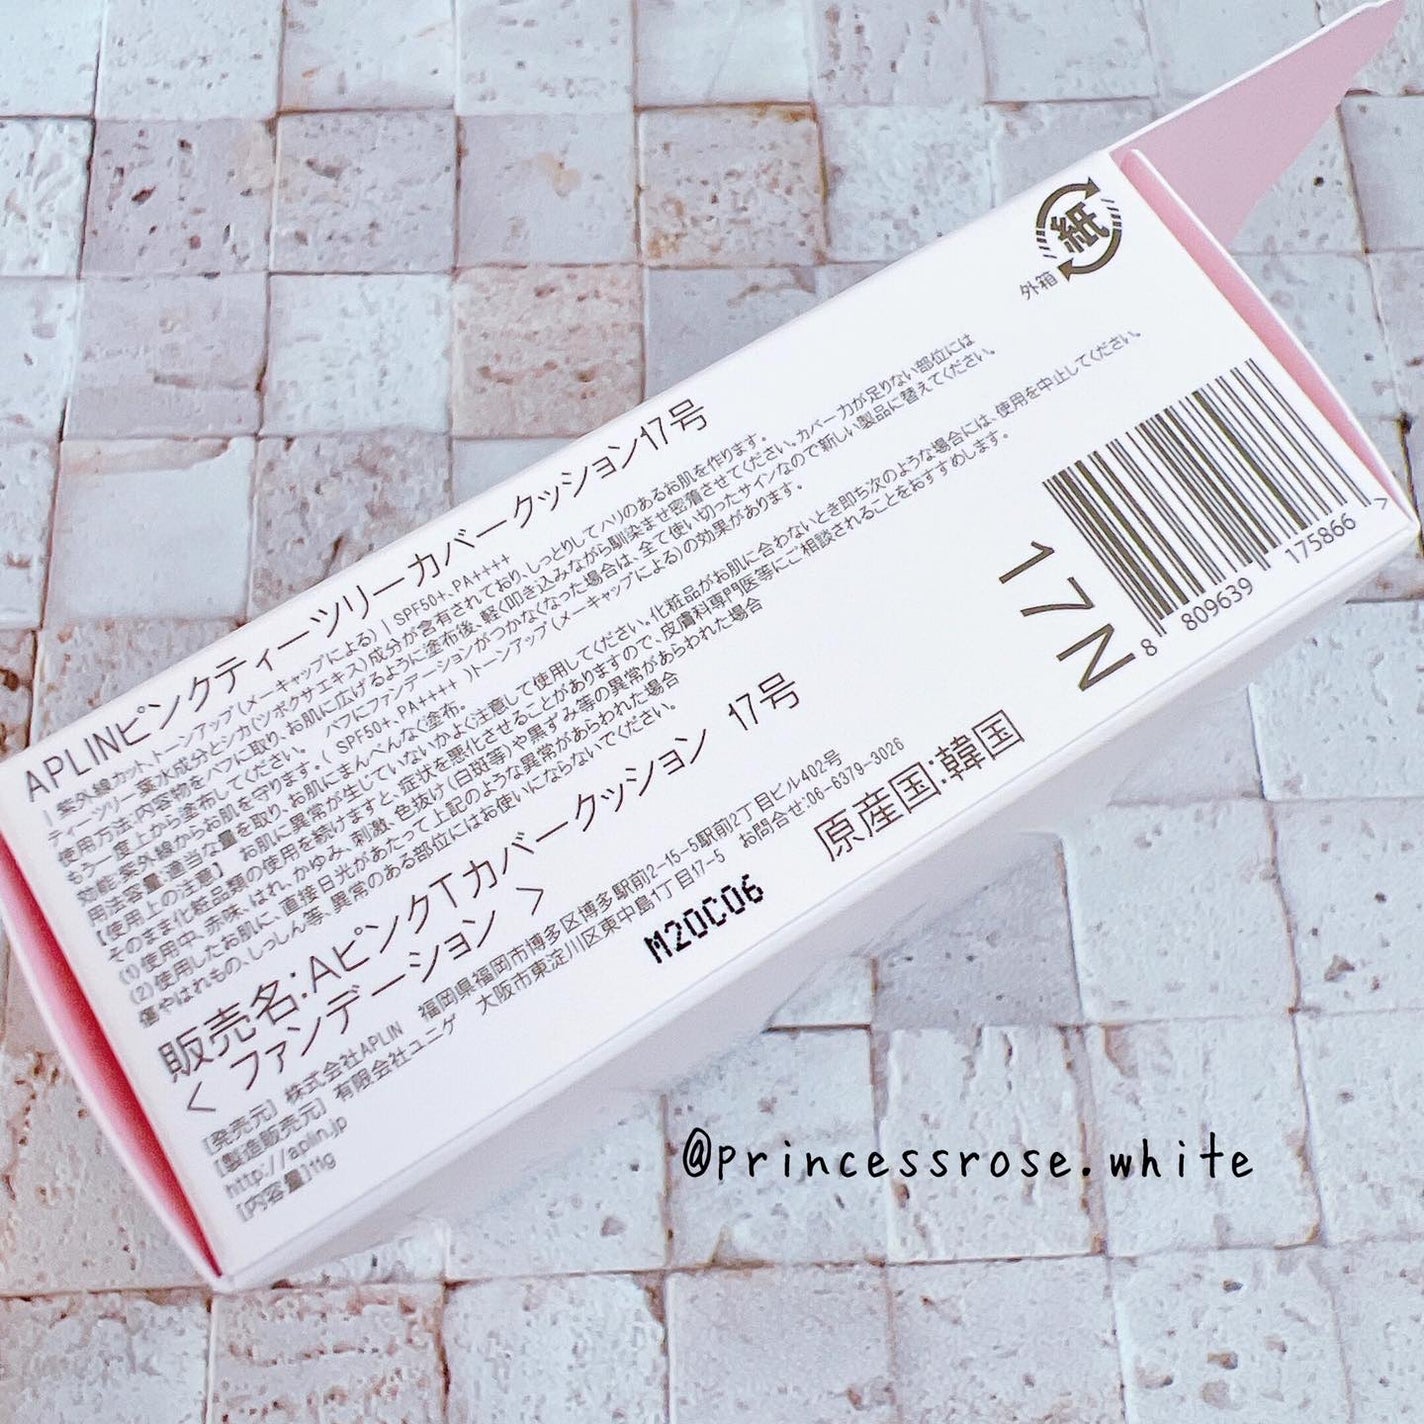 APLINピンクティーツリーカバークッション17号
| 紫外線カット、トーンアップ(メーキャップによる) | SPF50+、PA++++
ティーツリー葉水成分とシカ(ツボクサエキス)成分が含有されており、しっとりしてハリのあるお肌を作ります。
使用方法:内容物をパフに取り、お肌に広げるように塗布後、軽く叩き込みながら馴染ませ密着させてください。カバー力が足りない部位には
もう一度上から塗布してください。 パフにファンデーションがつかなくなった場合は、全て使い切ったサインなので新しい製品に替えてください。
効能:紫外線からお肌を守ります。( SPF50+、PA++++ )トーンアップ(メーキャップによる)の効果があります。
用法容量:適当な量を取り、お肌にまんべんなく塗布。
【使用上の注意】 お肌に異常が生じていないかよく注意して使用してください。化粧品がお肌に合わないとき即ち次のような場合には、使用を中止してください。
そのまま化粧品類の使用を続けますと、症状を悪化させることがありますので、皮膚科専門医等にご相談されることをおすすめします。
(1)使用中、赤味、はれ、かゆみ、刺激、色抜け(白斑等)や黒ずみ等の異常があらわれた場合
(2)使用したお肌に、直接日光があたって上記のような異常があらわれた場合
傷やはれもの、しっしん等、異常のある部位にはお使いにならないでください。
販売名:AピンクTカバークッション 17号
< ファンデーション >
[発売元] 株式会社APLIN 福岡県福岡市博多区博多駅前2-15-5駅前2丁目ビル402号
[製造販売元] 有限会社ユニゲ 大阪市東淀川区東中島1丁目17-5 お問合せ:06-6379-3026
http://aplin.jp
[内容量]11g
M20C06
原産国:韓国
17N
8 809639 175866 >
紙
外箱
@princessrose.white